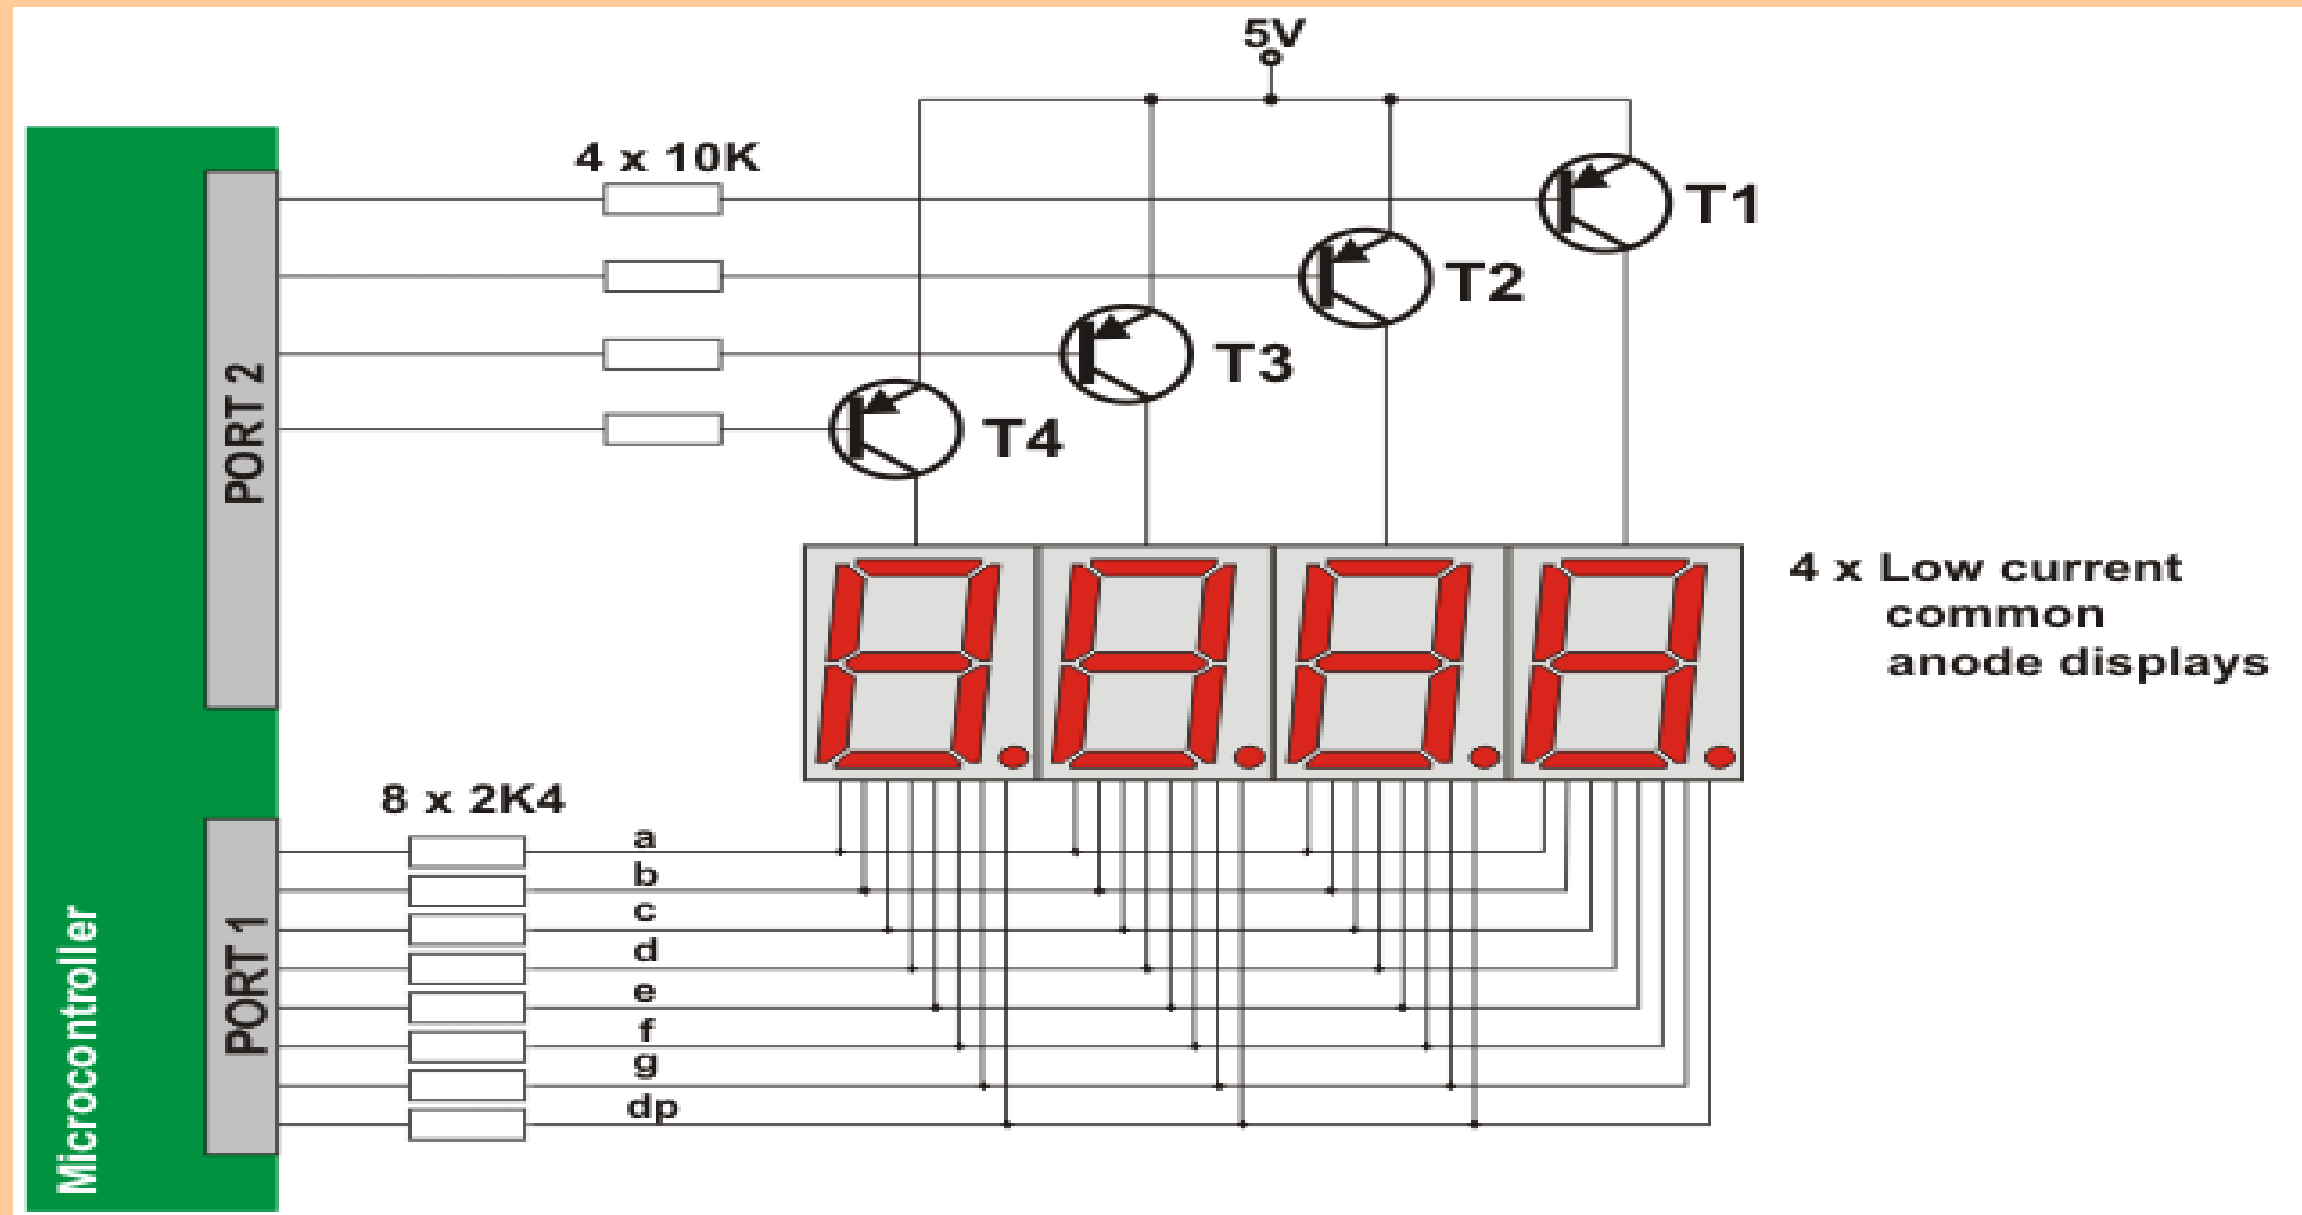 5V
4 x 10K
T1
T2
T3
T4
PORT 2
4 x Low current
common
anode displays
8 x 2K4
a
b
c
d
e
f
g
dp
PORT 1
Microcontroller